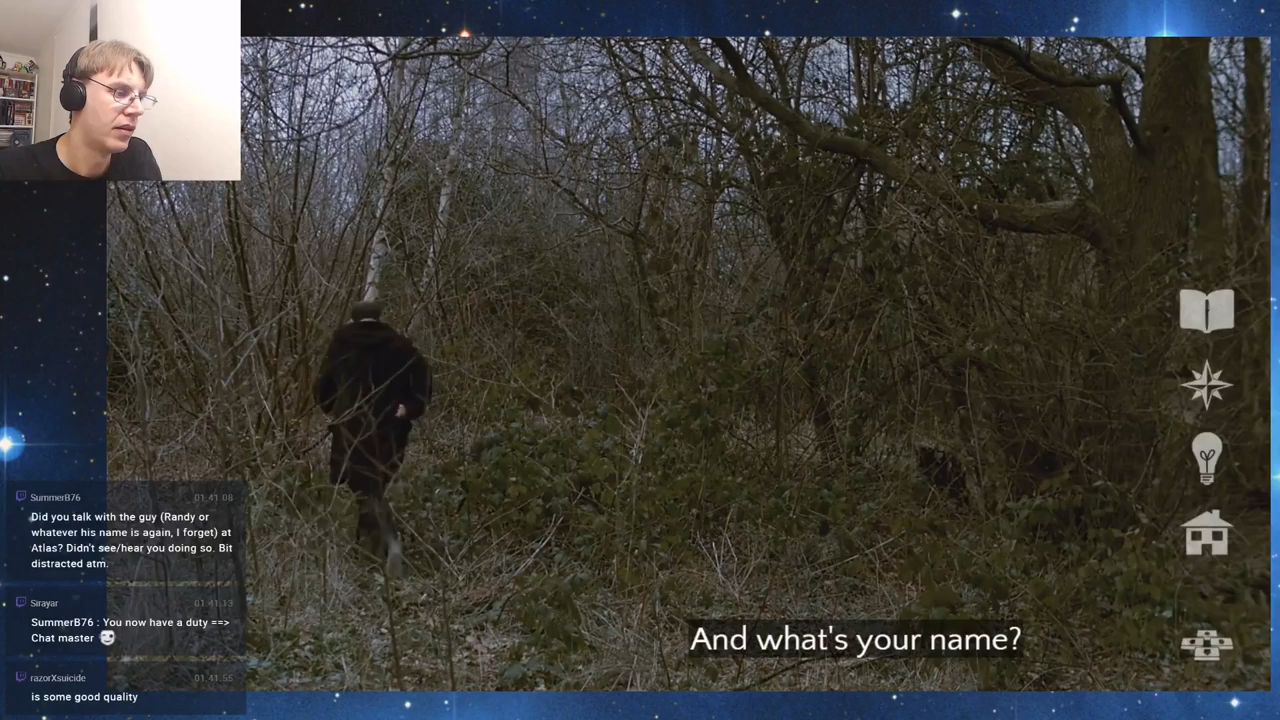 SummerB76 01:41:08
Did you talk with the guy (Randy or
whatever his name is again, I forget) at
Atlas? Didn't see/hear you doing so. Bit
distracted atm.
Sirayar 01:41:13
SummerB76 : You now have a duty ==>
Chat master
razorXsuicide 01:41:55
is some good quality
And what's your name?